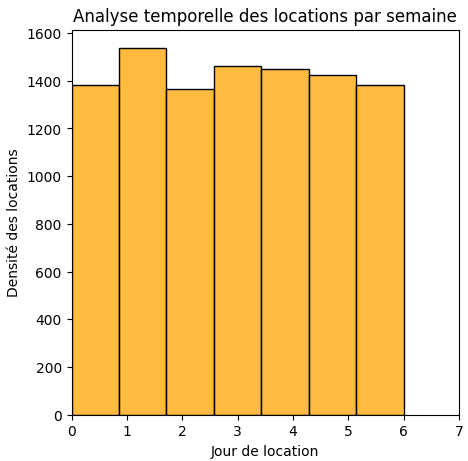 Analyse temporelle des locations par semaine
1600
1400
1200
1000
800
600
400
200
0
Densité des locations
0 1 2 3 4 5 6 7
Jour de location